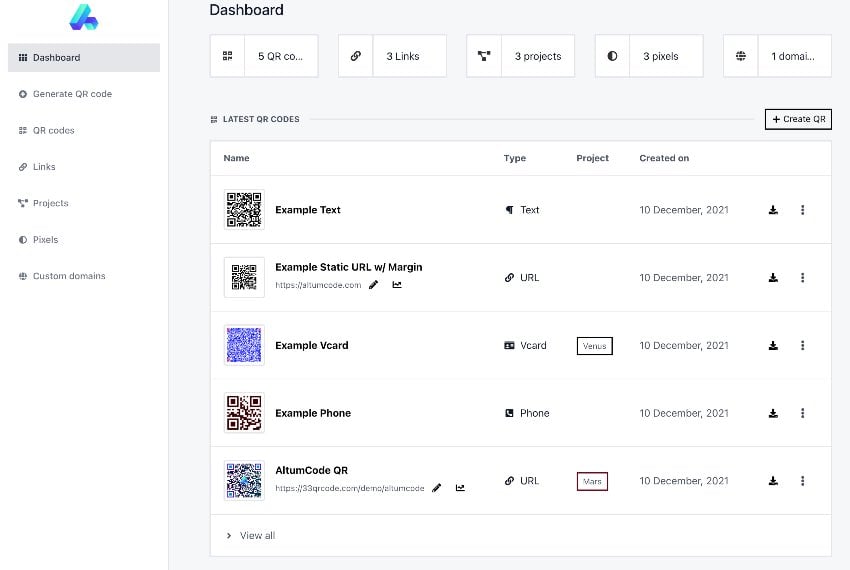 Dashboard
Generate QR code
QR codes
Links
Projects
Pixels
Custom domains
Dashboard
5 QR co...
3 Links
3 projects
3 pixels
1 domai...
LATEST QR CODES
+ Create QR
Name Type Project Created on
Example Text Text 10 December, 2021
Example Static URL w/ Margin
https://altumcode.com
URL 10 December, 2021
Example Vcard Vcard Venus 10 December, 2021
Example Phone Phone 10 December, 2021
AltumCode QR
https://33qrcode.com/demo/altumcode
URL Mars 10 December, 2021
View all